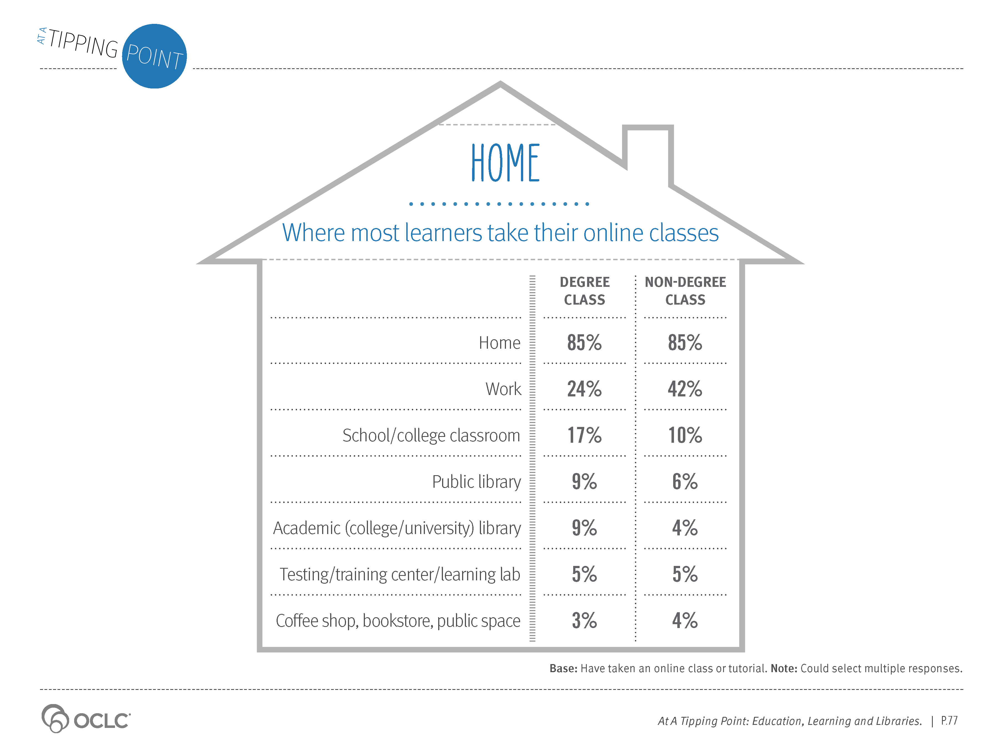 AT A TIPPING POINT
HOME
Where most learners take their online classes
DEGREE CLASS NON-DEGREE CLASS
Home 85% 85%
Work 24% 42%
School/college classroom 17% 10%
Public library 9% 6%
Academic (college/university) library 9% 4%
Testing/training center/learning lab 5% 5%
Coffee shop, bookstore, public space 3% 4%
Base: Have taken an online class or tutorial. Note: Could select multiple responses.
OCLC
At A Tipping Point: Education, Learning and Libraries. | P.77